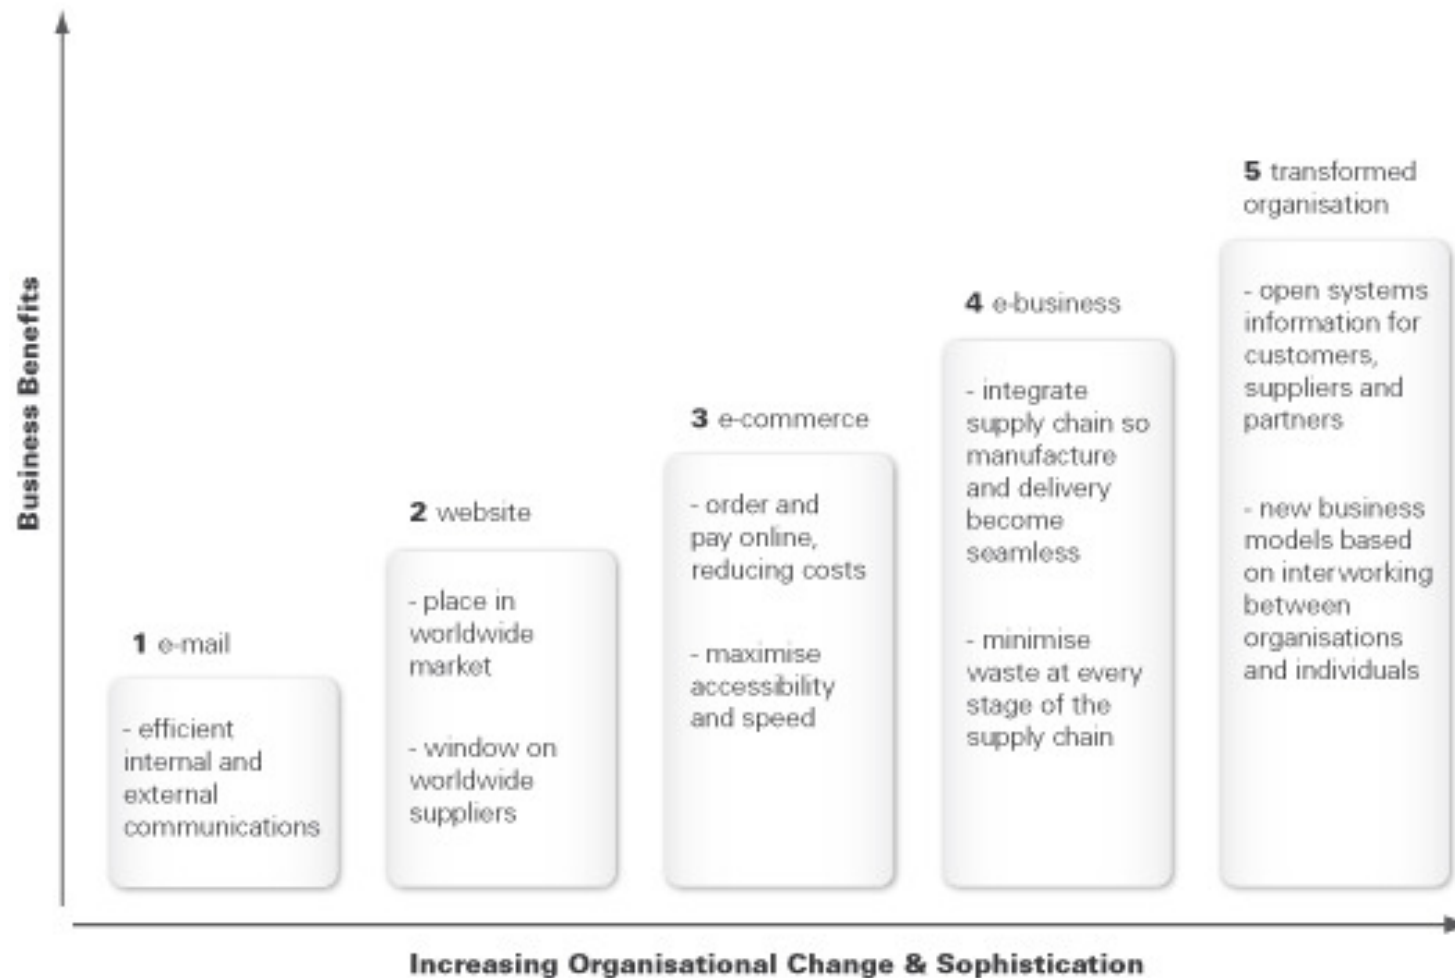 Business Benefits
1 e-mail
- efficient
internal and
external
communications
2 website
- place in
worldwide
market
- window on
worldwide
suppliers
3 e-commerce
- order and
pay online,
reducing costs
- maximise
accessibility
and speed
4 e-business
- integrate
supply chain so
manufacture
and delivery
become
seamless
- minimise
waste at every
stage of the
supply chain
5 transformed
organisation
- open systems
information for
customers,
suppliers and
partners
- new business
models based
on interworking
between
organisations
and individuals
Increasing Organisational Change & Sophistication